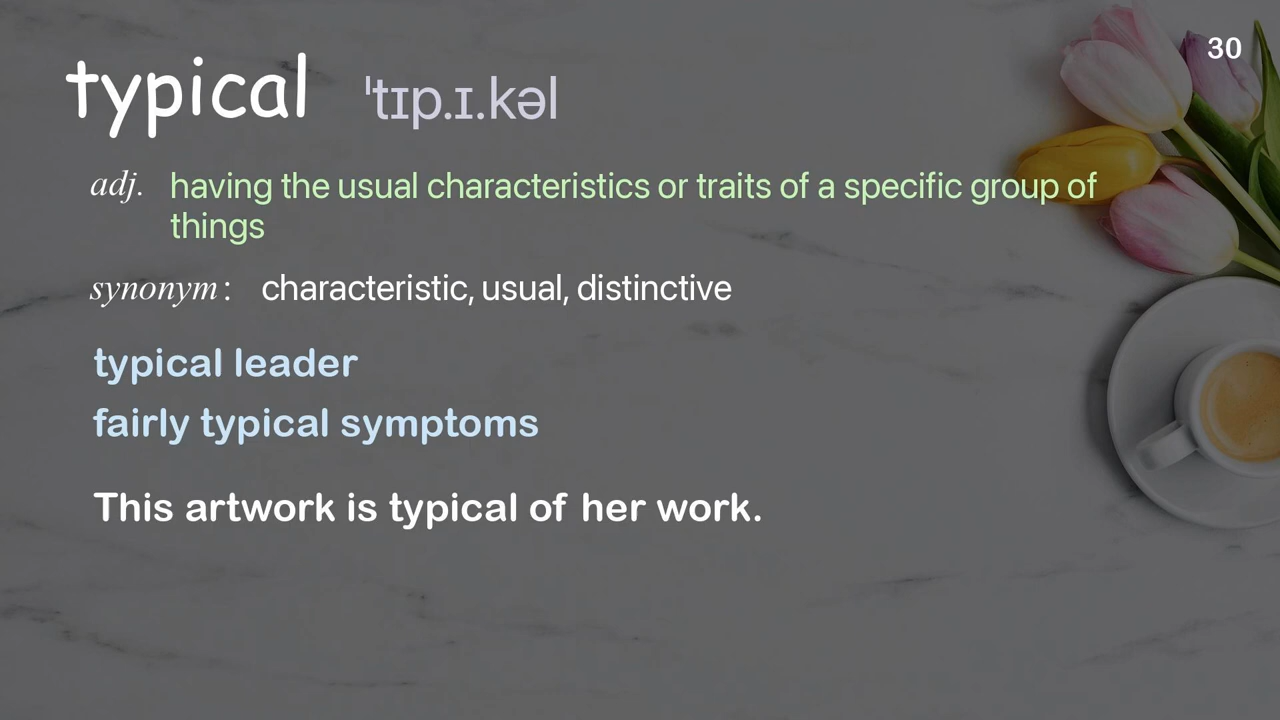 30
typical ˈtɪp.ɪ.kəl
adj. having the usual characteristics or traits of a specific group of
things
synonym: characteristic, usual, distinctive
typical leader
fairly typical symptoms
This artwork is typical of her work.